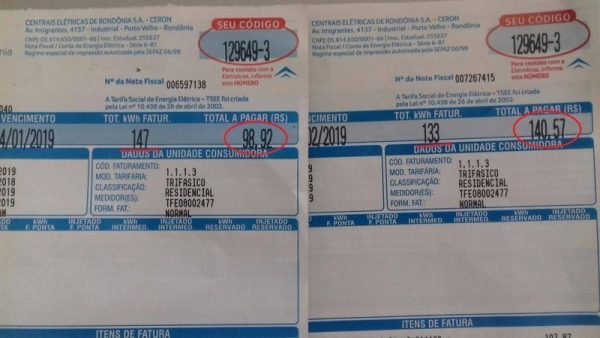 CENTRAIS ELÉTRICAS DE RONDÔNIA S.A. - CERON
Av. Imigrantes, 4137 - Industrial - Porto Velho - Rondônia
CNPJ: 05.914.650/0001-66 | Insc. Estadual: 255637
Nota Fiscal / Conta de Energia Elétrica - Série 6-B1
Regime especial de impressão autorizada pelo SEFAZ 06/98
SEU CÓDIGO
129649-3
Para contato com a
Eletrobras, informe
este NÚMERO
Nº da Nota Fiscal 006597138
A Tarifa Social de Energia Elétrica - TSEE foi criada
pela Lei nº 10.438 de 26 de abril de 2002.
040
VENCIMENTO TOT. kWh FATUR. TOTAL A PAGAR (R$)
4/01/2019 147 98,92
DADOS DA UNIDADE CONSUMIDORA
2019
2018
2018
2019
CÓD. FATURAMENTO: 1.1.1.3
MOD. TARIFÁRIA: TRIFASICO
CLASSIFICAÇÃO: RESIDENCIAL
MEDIDOR(ES): TFE08002477
FORM. FAT.: NORMAL
kWh F. PONTA INJETADO F. PONTA kWh INTERMED. INJETADO INTERMED. kWh RESERVADO INJETADO RESERVADO
ITENS DE FATURA
CENTRAIS ELÉTRICAS DE RONDÔNIA S.A. - CERON
Av. Imigrantes, 4137 - Industrial - Porto Velho - Rondônia
CNPJ: 05.914.650/0001-66 | Insc. Estadual: 255637
Nota Fiscal / Conta de Energia Elétrica - Série 6-B1
Regime especial de impressão autorizada pelo SEFAZ 06/98
SEU CÓDIGO
129649-3
Para contato com a
Eletrobras, informe
este NÚMERO
Nº da Nota Fiscal 007267415
A Tarifa Social de Energia Elétrica - TSEE foi criada
pela Lei nº 10.438 de 26 de abril de 2002.
VENCIMENTO TOT. kWh FATUR. TOTAL A PAGAR (R$)
02/2019 133 140,57
DADOS DA UNIDADE CONSUMIDORA
CÓD. FATURAMENTO: 1.1.1.3
MOD. TARIFÁRIA: TRIFASICO
CLASSIFICAÇÃO: RESIDENCIAL
MEDIDOR(ES): TFE08002477
FORM. FAT.: NORMAL
kWh F. PONTA INJETADO F. PONTA kWh INTERMED. INJETADO INTERMED. kWh RESERVADO INJETADO RESERVADO
ITENS DE FATURA